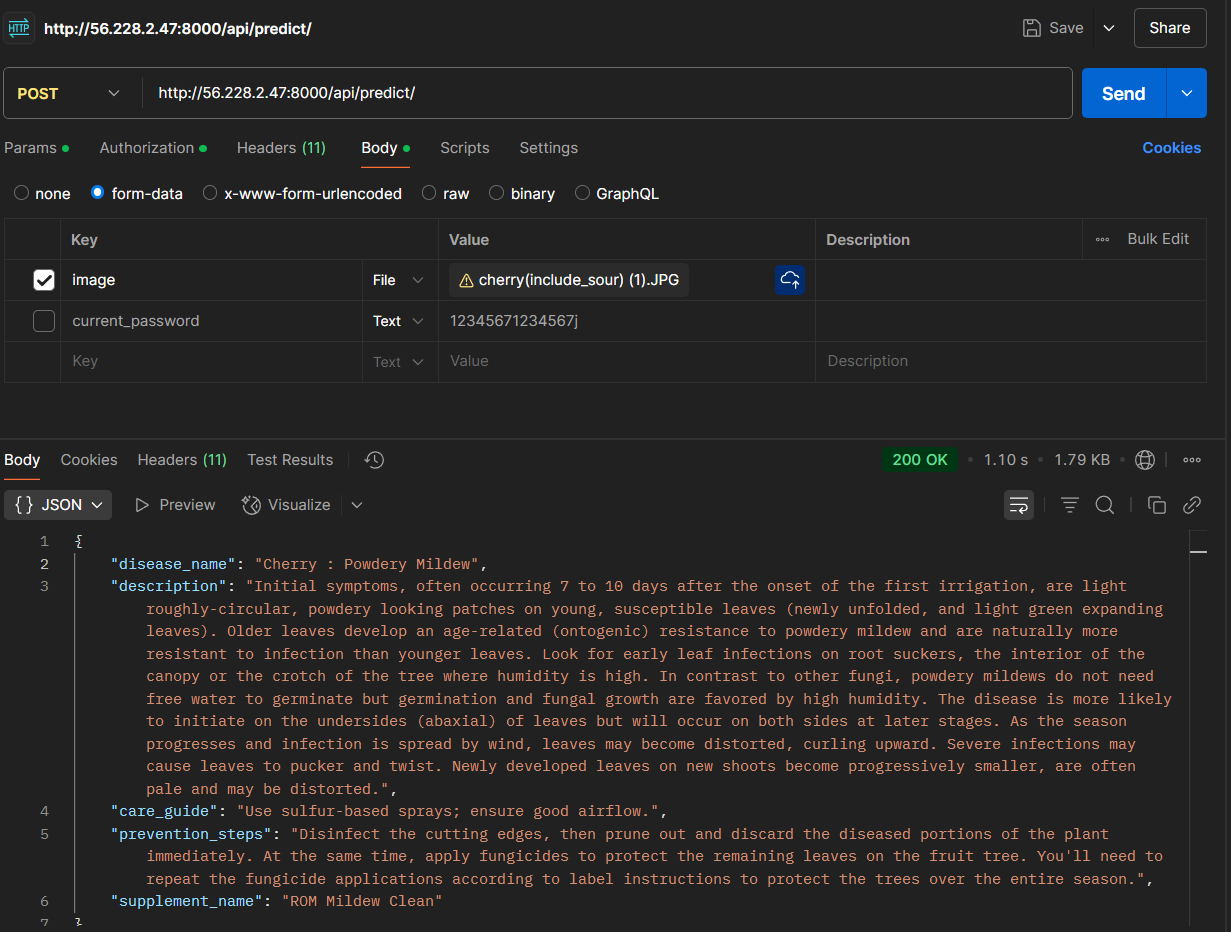 HTTP http://56.228.2.47:8000/api/predict/ Save Share
POST http://56.228.2.47:8000/api/predict/ Send
Params Authorization Headers (11) Body Scripts Settings Cookies
none form-data x-www-form-urlencoded raw binary GraphQL
Key Value Description Bulk Edit
image File cherry(include_sour) (1).JPG
current_password Text 12345671234567j
Key Text Value Description
Body Cookies Headers (11) Test Results 200 OK 1.10 s 1.79 KB
{} JSON Preview Visualize
1 {
2 "disease_name": "Cherry : Powdery Mildew",
3 "description": "Initial symptoms, often occurring 7 to 10 days after the onset of the first irrigation, are light
roughly-circular, powdery looking patches on young, susceptible leaves (newly unfolded, and light green expanding
leaves). Older leaves develop an age-related (ontogenic) resistance to powdery mildew and are naturally more
resistant to infection than younger leaves. Look for early leaf infections on root suckers, the interior of the
canopy or the crotch of the tree where humidity is high. In contrast to other fungi, powdery mildews do not need
free water to germinate but germination and fungal growth are favored by high humidity. The disease is more likely
to initiate on the undersides (abaxial) of leaves but will occur on both sides at later stages. As the season
progresses and infection is spread by wind, leaves may become distorted, curling upward. Severe infections may
cause leaves to pucker and twist. Newly developed leaves on new shoots become progressively smaller, are often
pale and may be distorted.",
4 "care_guide": "Use sulfur-based sprays; ensure good airflow.",
5 "prevention_steps": "Disinfect the cutting edges, then prune out and discard the diseased portions of the plant
immediately. At the same time, apply fungicides to protect the remaining leaves on the fruit tree. You'll need to
repeat the fungicide applications according to label instructions to protect the trees over the entire season.",
6 "supplement_name": "ROM Mildew Clean"
7 }